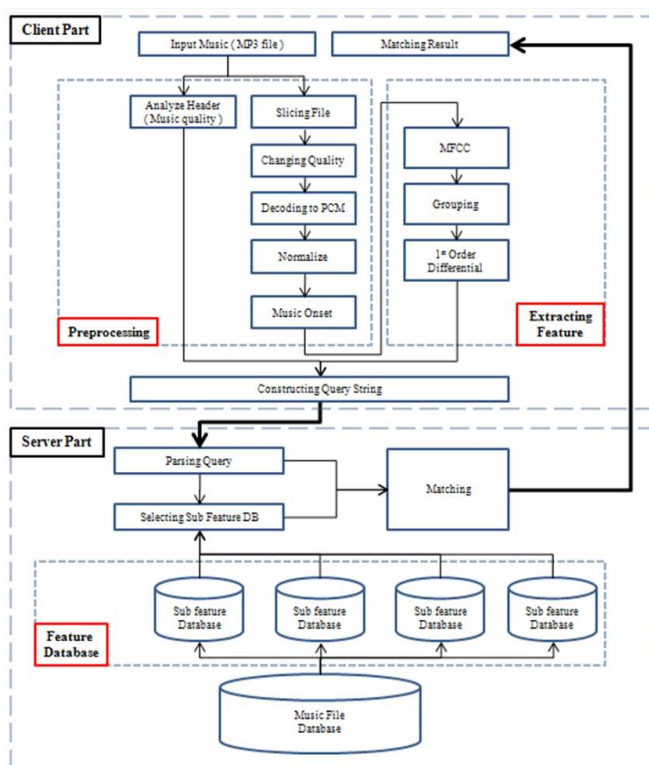 Client Part
Input Music ( MP3 file )
Matching Result
Analyze Header
( Music quality )
Slicing File
Changing Quality
Decoding to PCM
Normalize
Music Onset
Preprocessing
MFCC
Grouping
1st Order
Differential
Extracting
Feature
Constructing Query String
Server Part
Parsing Query
Selecting Sub Feature DB
Matching
Sub feature
Database
Sub feature
Database
Sub feature
Database
Sub feature
Database
Feature
Database
Music File
Database